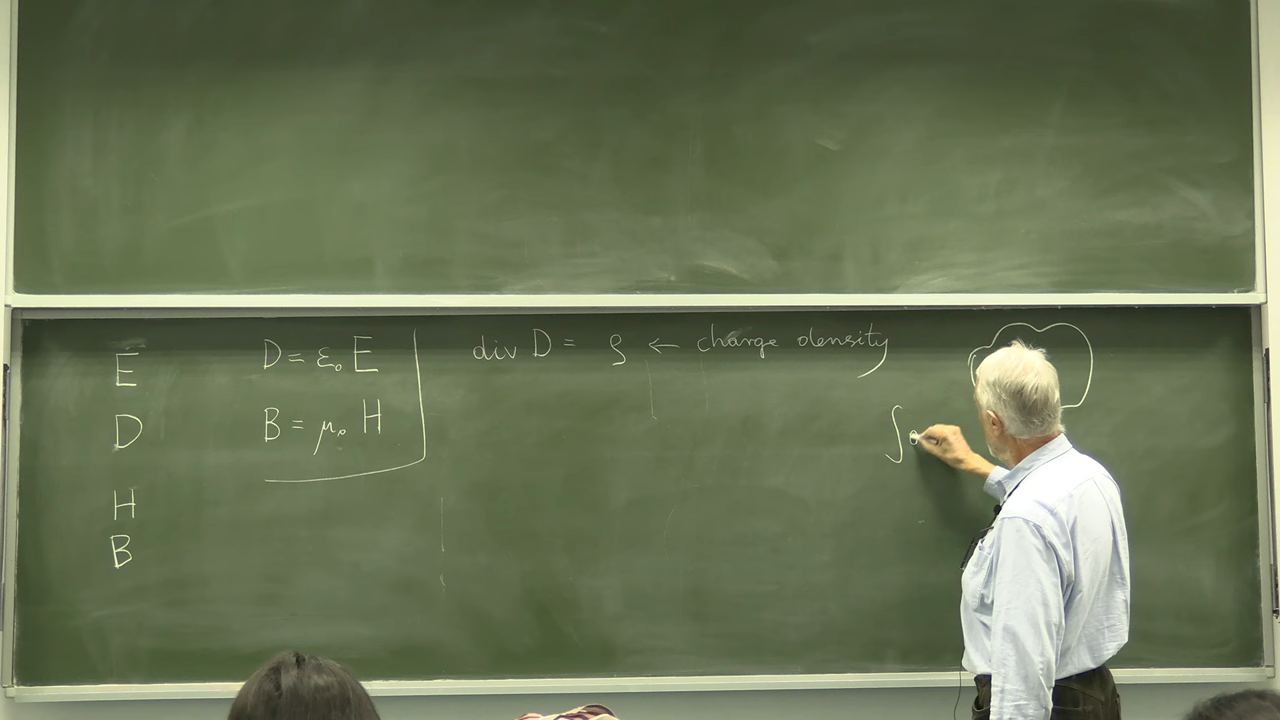 E
D
H
B
D = ε₀ E
B = μ₀ H
div D = ρ ← charge density
∫